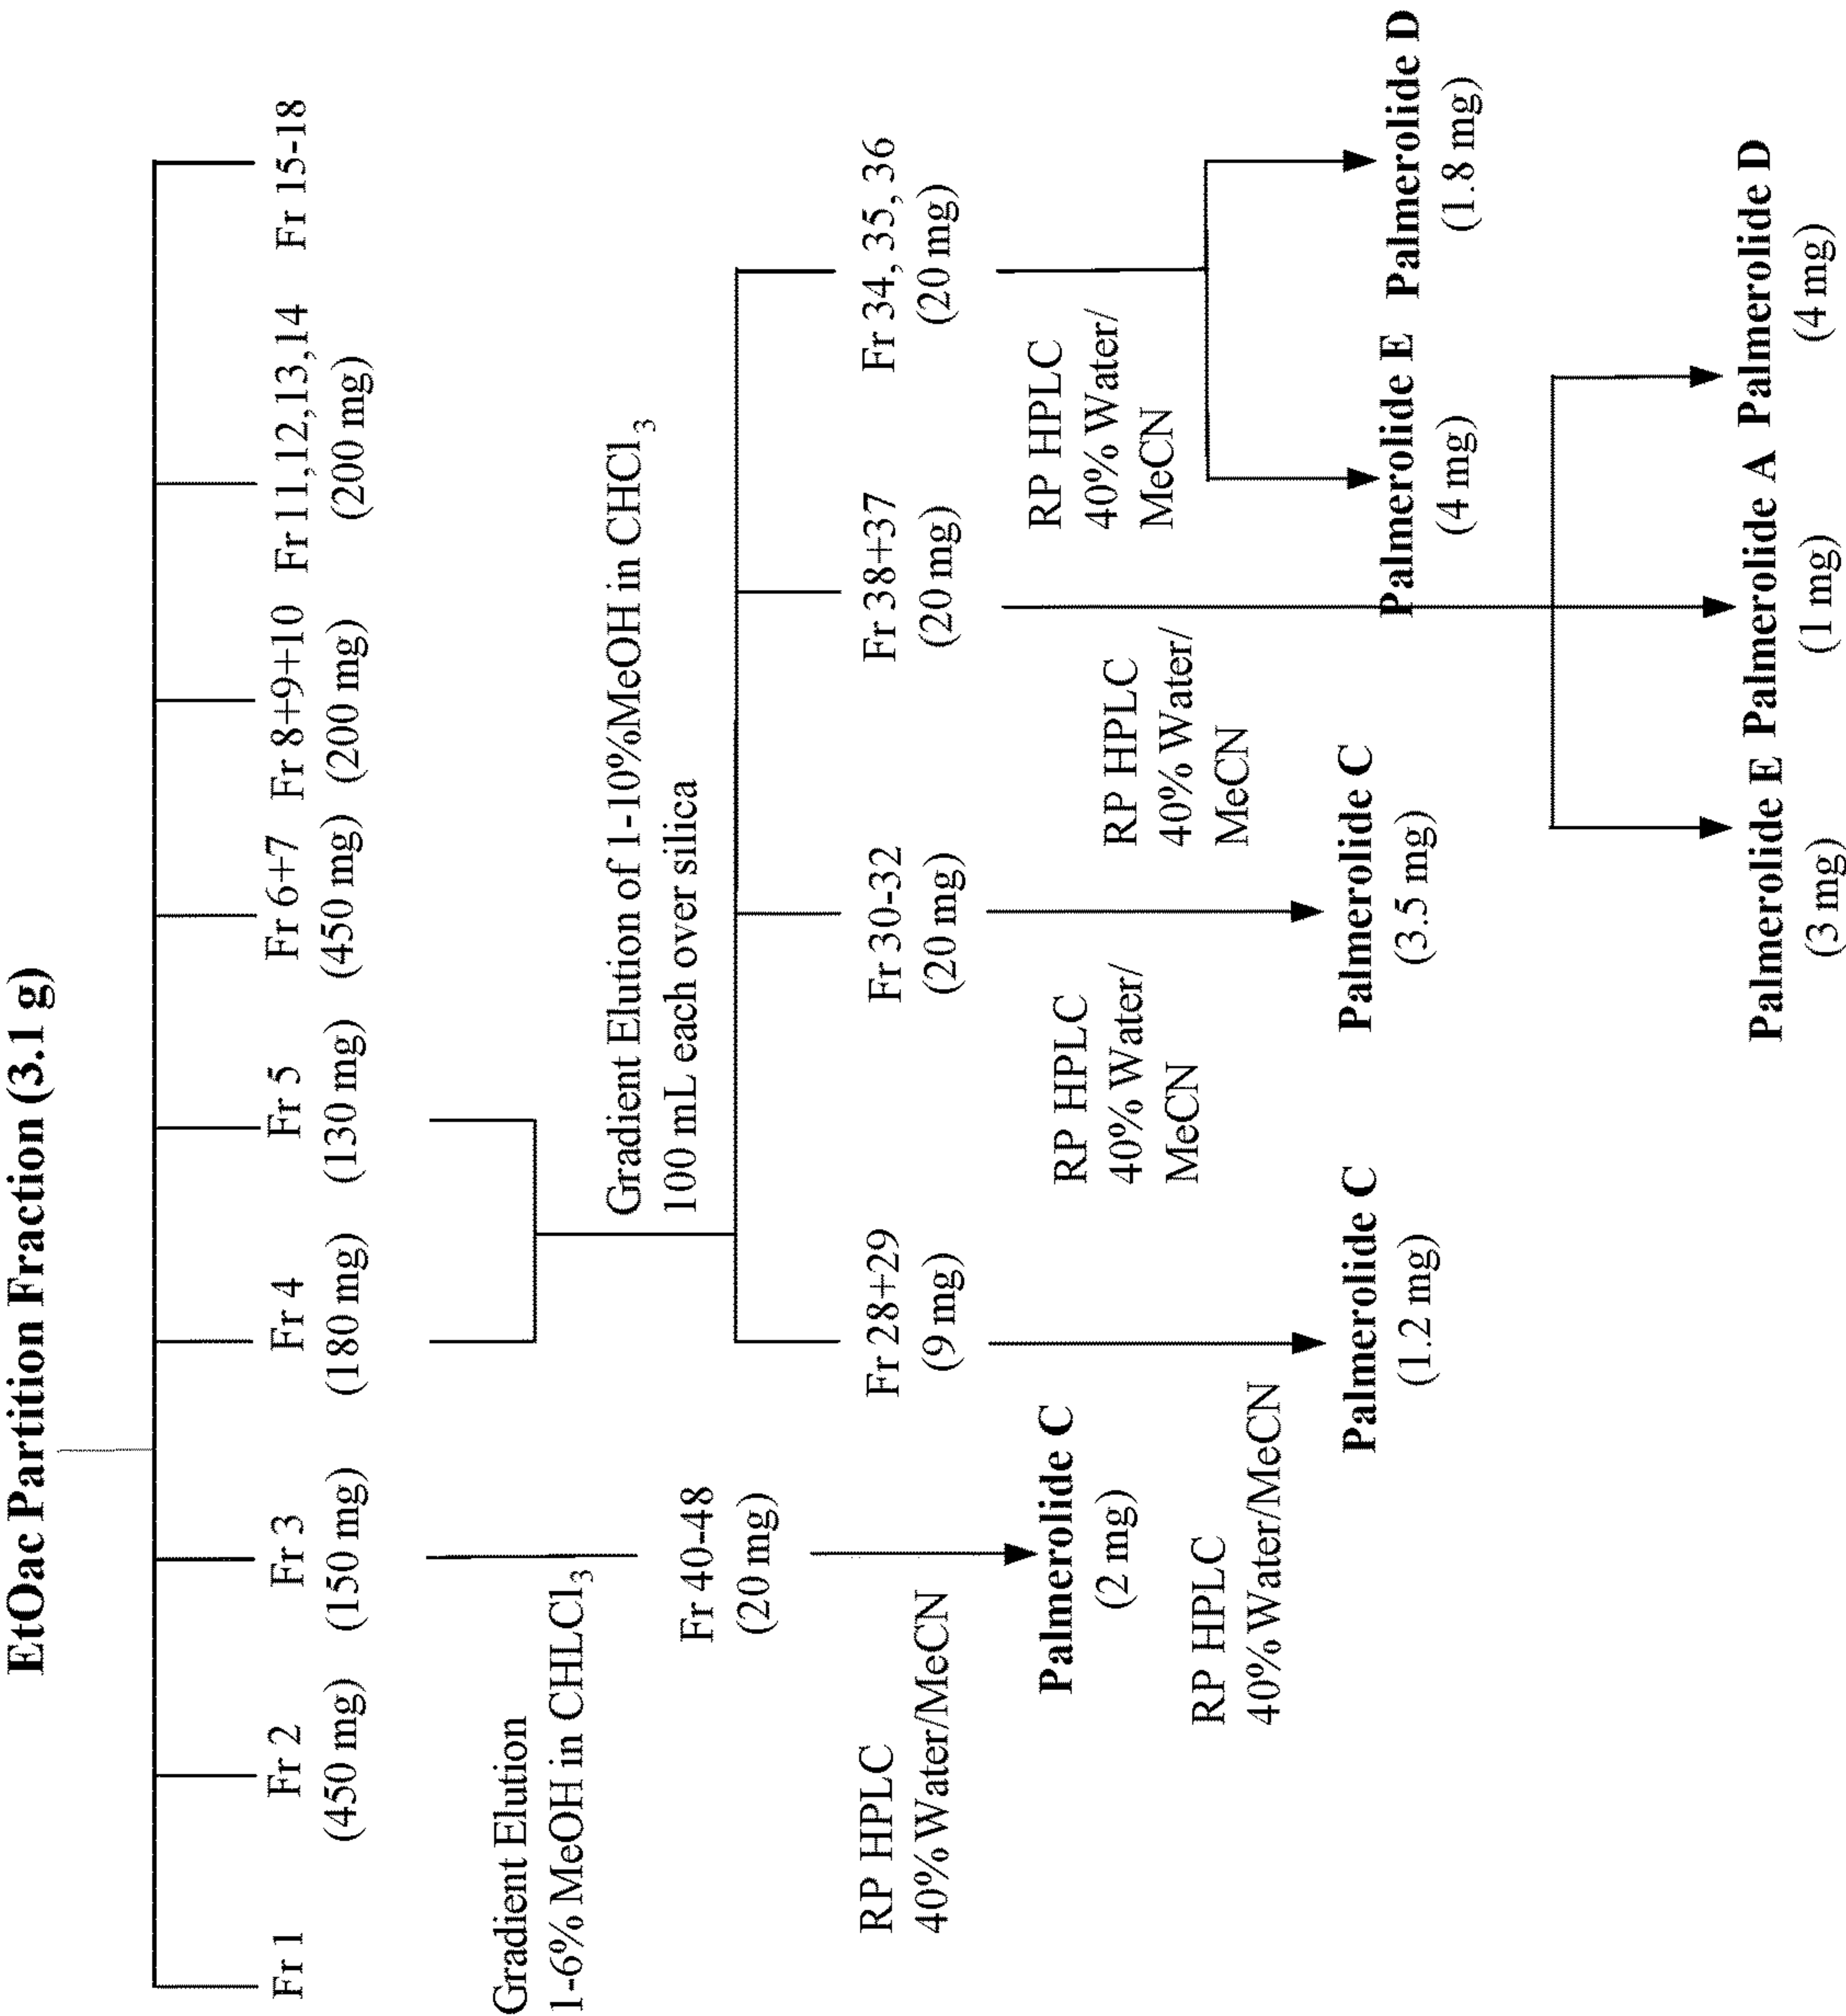 EtOac Partition Fraction (3.1 g)
Fr 1
Fr 2
(450 mg)
Fr 3
(150 mg)
Fr 4
(180 mg)
Fr 5
(130 mg)
Fr 6+7
(450 mg)
Fr 8+9+10
(200 mg)
Fr 11,12,13,14
(200 mg)
Fr 15-18
Gradient Elution
1-6% MeOH in CHLCl3
Gradient Elution of 1-10%MeOH in CHCl3
100 mL each over silica
Fr 40-48
(20 mg)
Fr 28+29
(9 mg)
Fr 30-32
(20 mg)
Fr 38+37
(20 mg)
Fr 34, 35, 36
(20 mg)
RP HPLC
40%Water/MeCN
Palmerolide C
(2 mg)
RP HPLC
40%Water/MeCN
Palmerolide C
(1.2 mg)
RP HPLC
40% Water/
MeCN
Palmerolide C
(3.5 mg)
RP HPLC
40% Water/
MeCN
RP HPLC
40% Water/
MeCN
Palmerolide E
(4 mg)
Palmerolide D
(1.8 mg)
Palmerolide E
(3 mg)
Palmerolide A
(1 mg)
Palmerolide D
(4 mg)